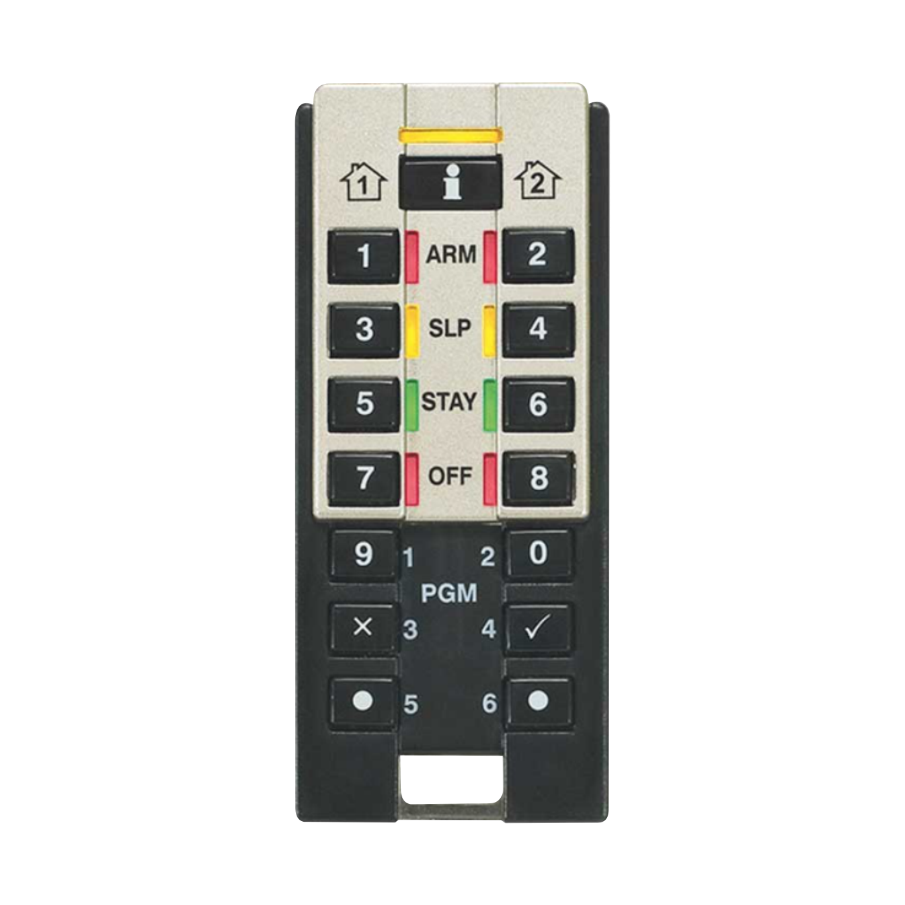 1 i 2
1 ARM 2
3 SLP 4
5 STAY 6
7 OFF 8
9 1 2 0
PGM
3 4
5 6